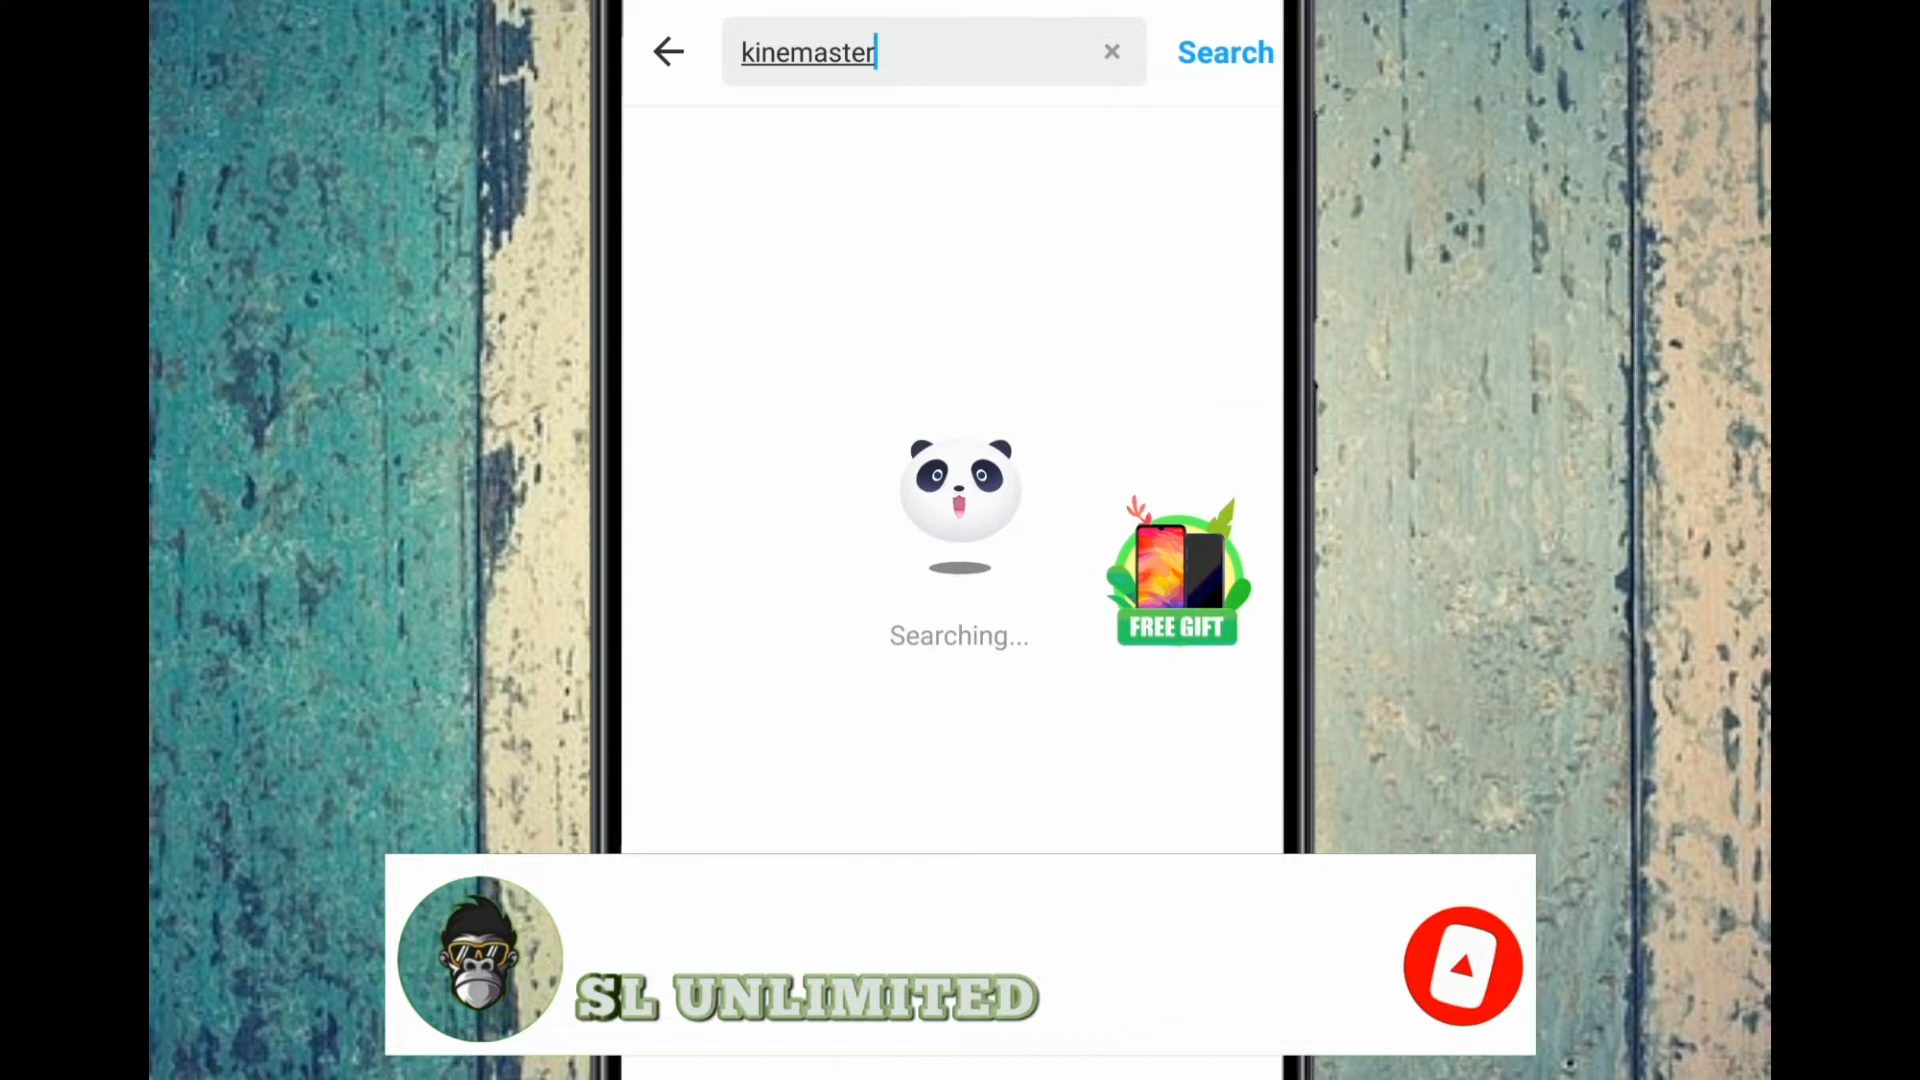 kinemaster
Search
Searching...
FREE GIFT
SL UNLIMITED